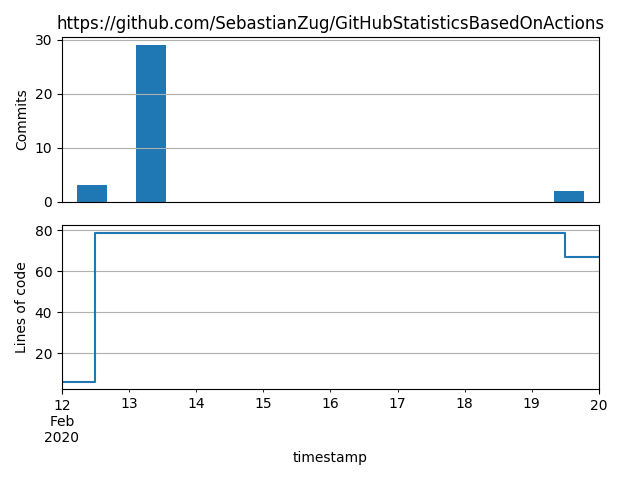 https://github.com/SebastianZug/GitHubStatisticsBasedOnActions
30
20
10
0
Commits
80
60
40
20
Lines of code
12 13 14 15 16 17 18 19 20
Feb
2020
timestamp